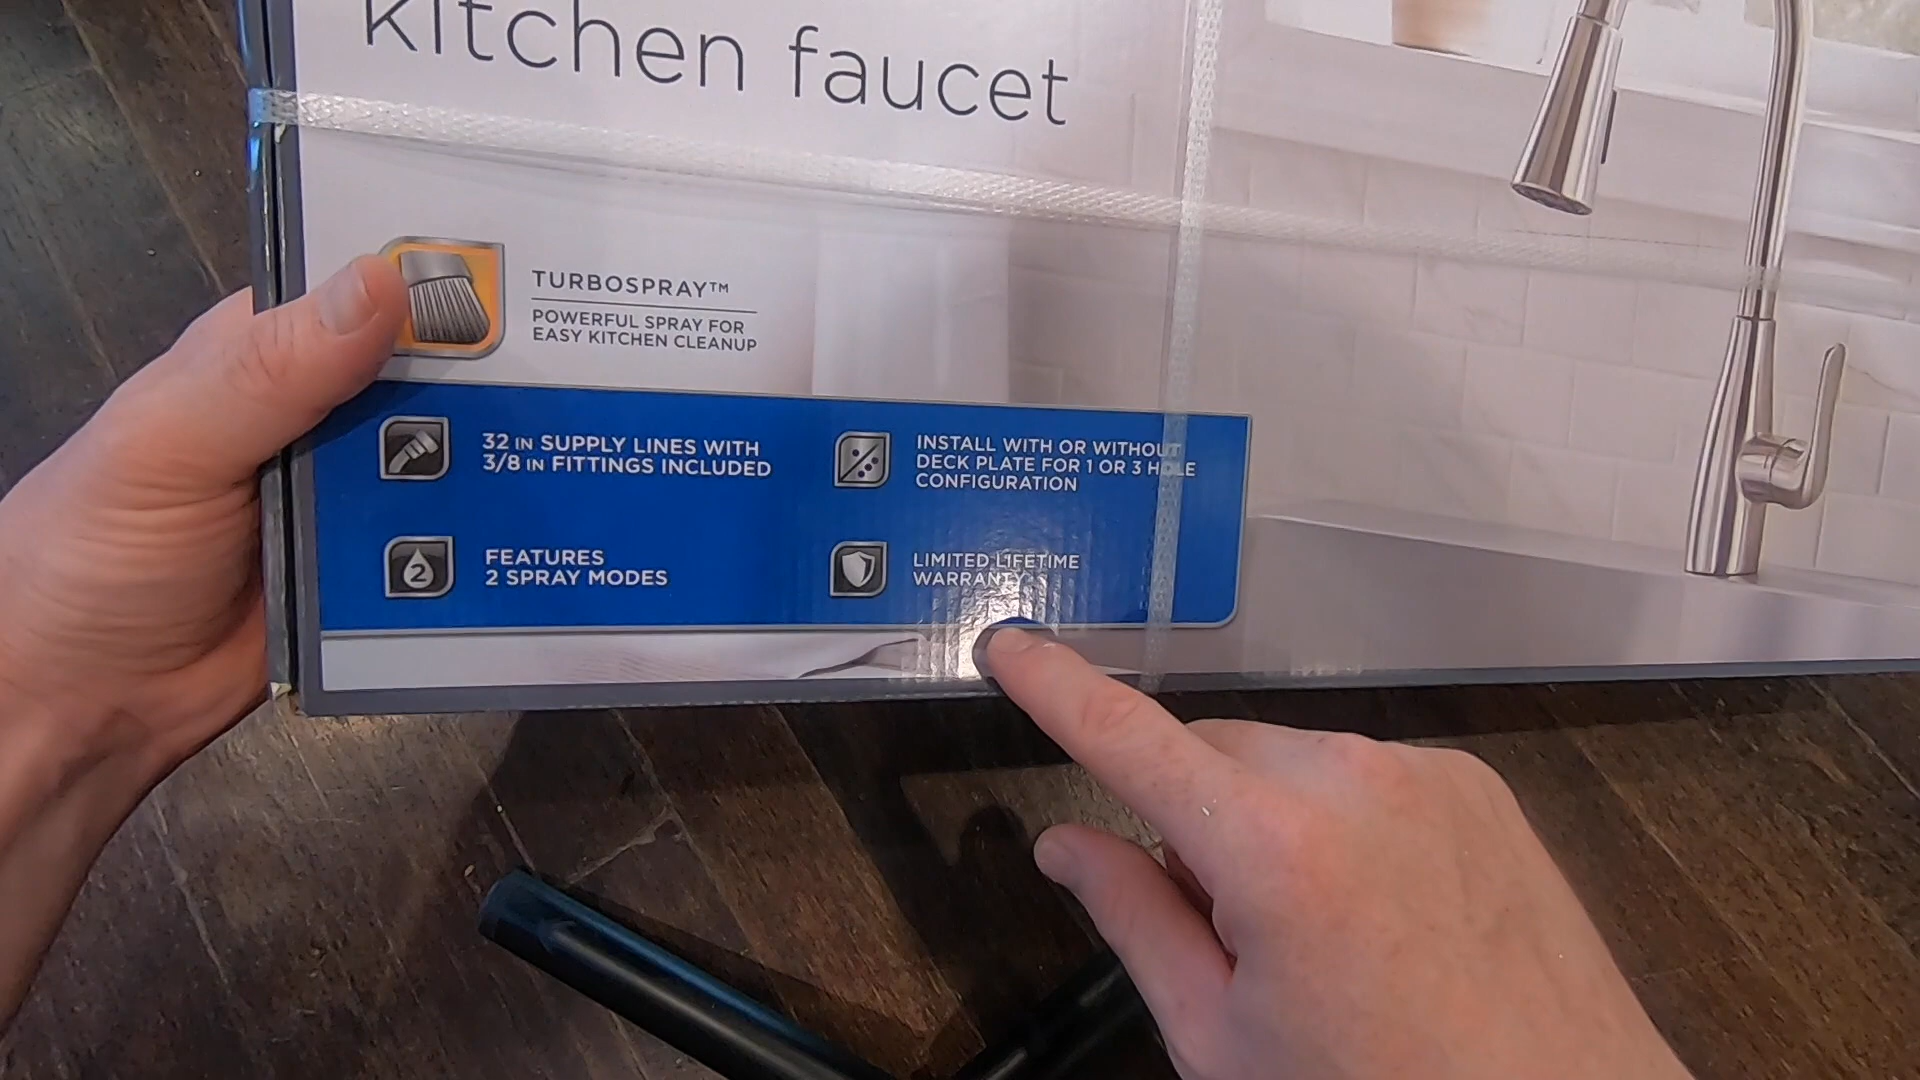 kitchen faucet
TURBOSPRAY™
POWERFUL SPRAY FOR
EASY KITCHEN CLEANUP
32 IN SUPPLY LINES WITH
3/8 IN FITTINGS INCLUDED
INSTALL WITH OR WITHOUT
DECK PLATE FOR 1 OR 3 HOLE
CONFIGURATION
2
FEATURES
2 SPRAY MODES
LIMITED LIFETIME
WARRANTY